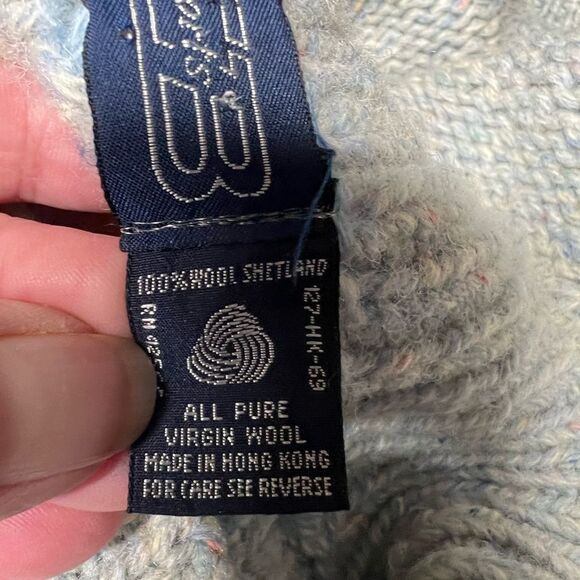 100% WOOL SHETLAND
127-HK-69
ALL PURE
VIRGIN WOOL
MADE IN HONG KONG
FOR CARE SEE REVERSE